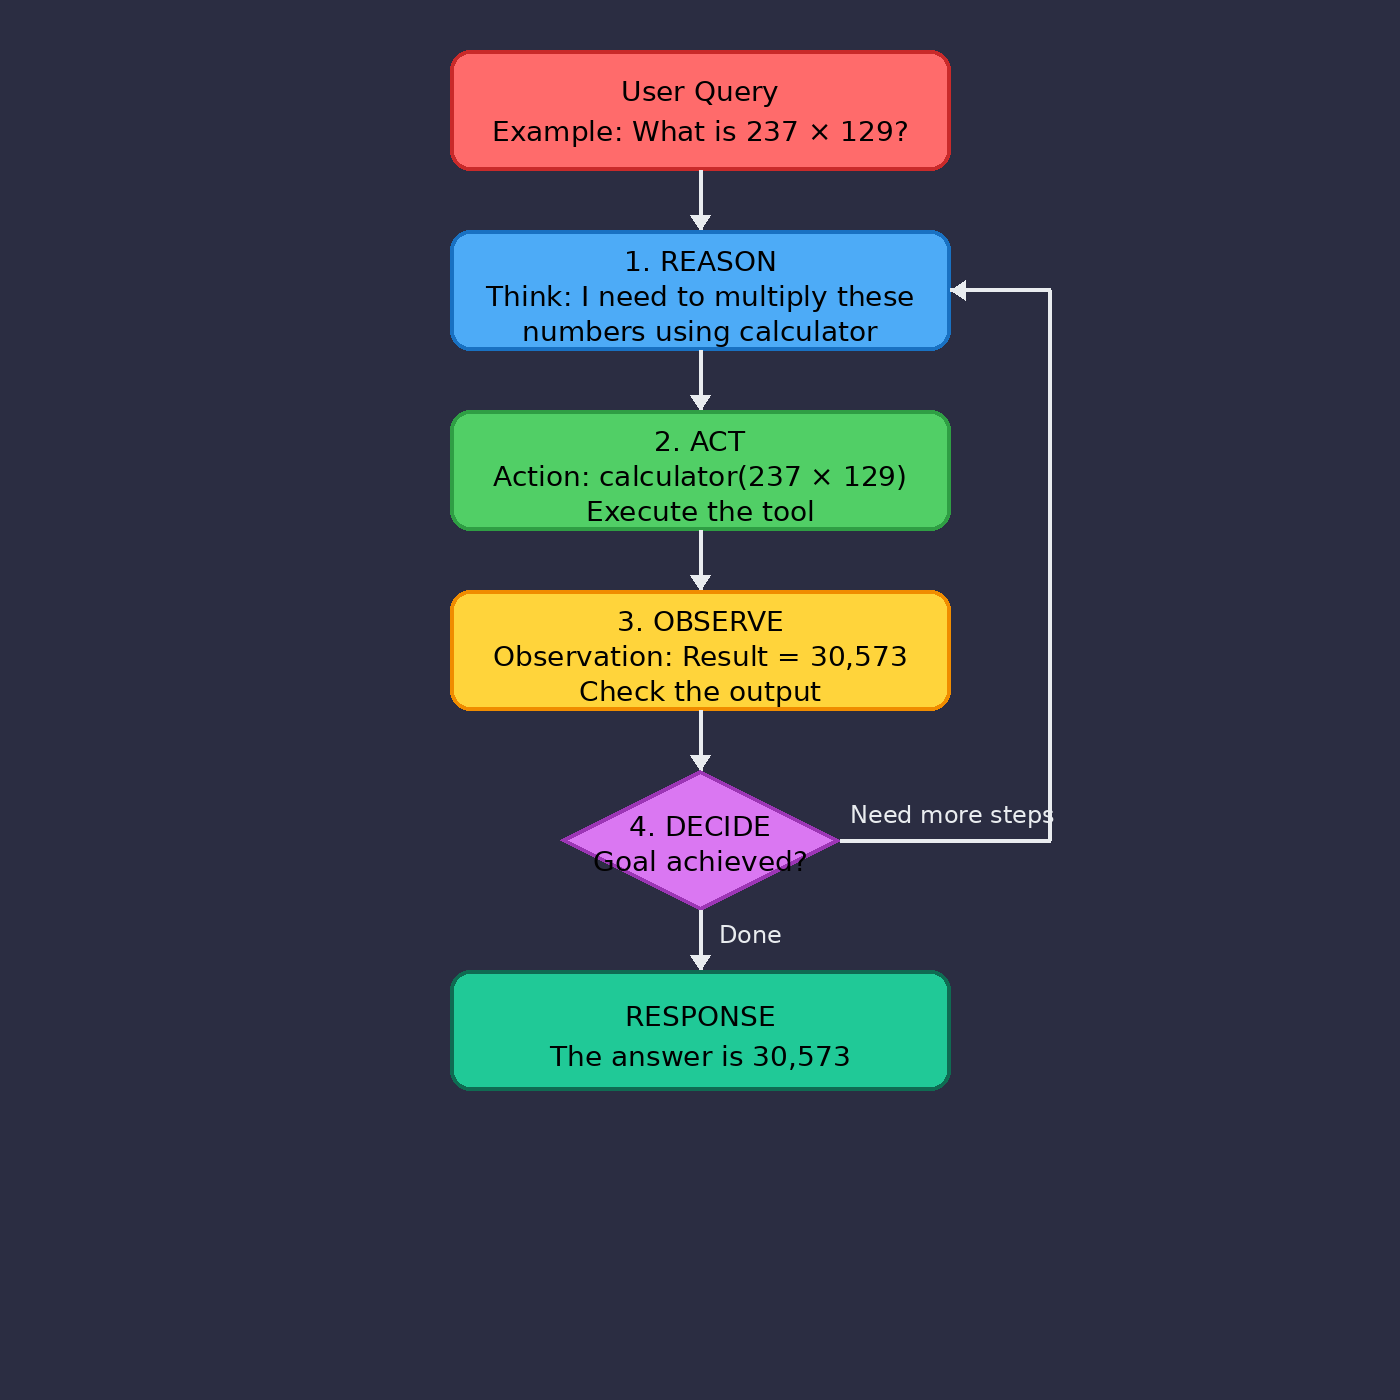 User Query
Example: What is 237 × 129?
1. REASON
Think: I need to multiply these
numbers using calculator
2. ACT
Action: calculator(237 × 129)
Execute the tool
3. OBSERVE
Observation: Result = 30,573
Check the output
4. DECIDE
Goal achieved?
Need more steps
Done
RESPONSE
The answer is 30,573